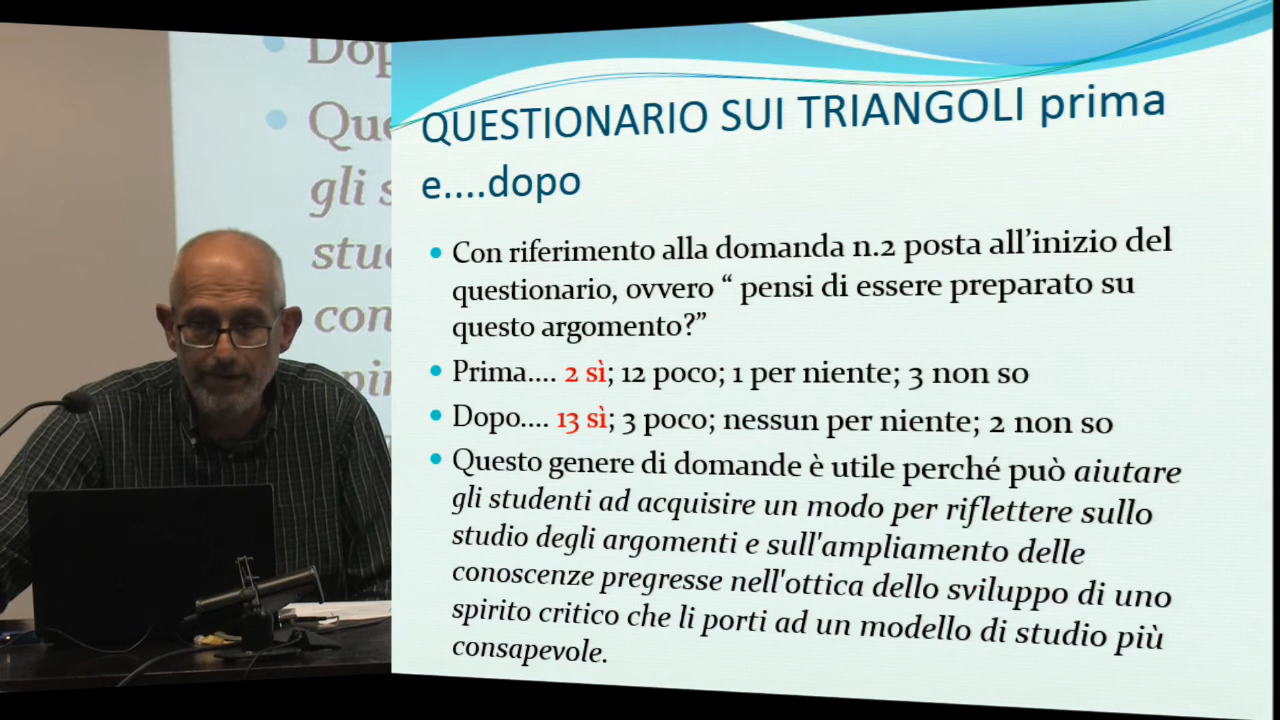 QUESTIONARIO SUI TRIANGOLI prima
e....dopo
• Con riferimento alla domanda n.2 posta all’inizio del
questionario, ovvero “ pensi di essere preparato su
questo argomento?”
• Prima.... 2 sì; 12 poco; 1 per niente; 3 non so
• Dopo.... 13 sì; 3 poco; nessun per niente; 2 non so
• Questo genere di domande è utile perché può aiutare
gli studenti ad acquisire un modo per riflettere sullo
studio degli argomenti e sull'ampliamento delle
conoscenze pregresse nell'ottica dello sviluppo di uno
spirito critico che li porti ad un modello di studio più
consapevole.